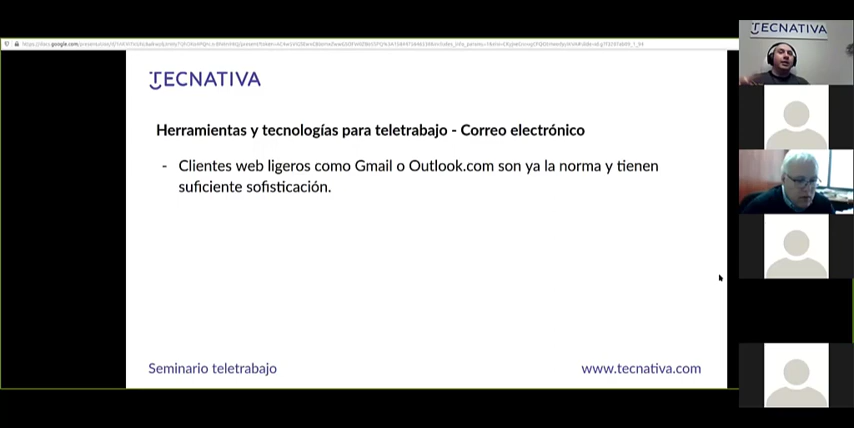 TECNATIVA
TECNATIVA
Herramientas y tecnologías para teletrabajo - Correo electrónico
- Clientes web ligeros como Gmail o Outlook.com son ya la norma y tienen
suficiente sofisticación.
Seminario teletrabajo
www.tecnativa.com